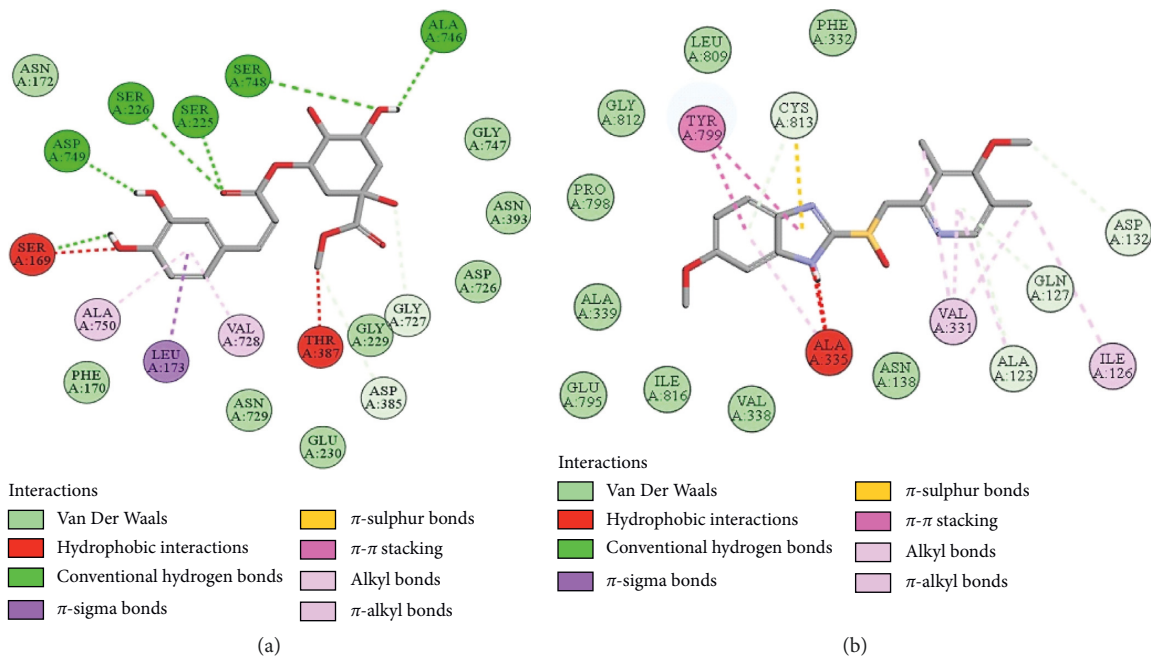 ALA
A:746
SER
A:748
ASN
A:172
SER
A:226
SER
A:225
ASP
A:749
GLY
A:747
ASN
A:393
SER
A:169
ASP
A:726
ALA
A:750
VAL
A:728
GLY
A:727
THR
A:387
GLY
A:229
LEU
A:173
PHE
A:170
ASP
A:385
ASN
A:729
GLU
A:230
Interactions
Van Der Waals
Hydrophobic interactions
Conventional hydrogen bonds
π-sigma bonds
π-sulphur bonds
π-π stacking
Alkyl bonds
π-alkyl bonds
(a)
PHE
A:332
LEU
A:809
GLY
A:812
TYR
A:799
CYS
A:813
PRO
A:798
ASP
A:132
GLN
A:127
ALA
A:339
VAL
A:331
ALA
A:335
ASN
A:138
ALA
A:123
ILE
A:126
GLU
A:795
ILE
A:816
VAL
A:338
Interactions
Van Der Waals
Hydrophobic interactions
Conventional hydrogen bonds
π-sigma bonds
π-sulphur bonds
π-π stacking
Alkyl bonds
π-alkyl bonds
(b)